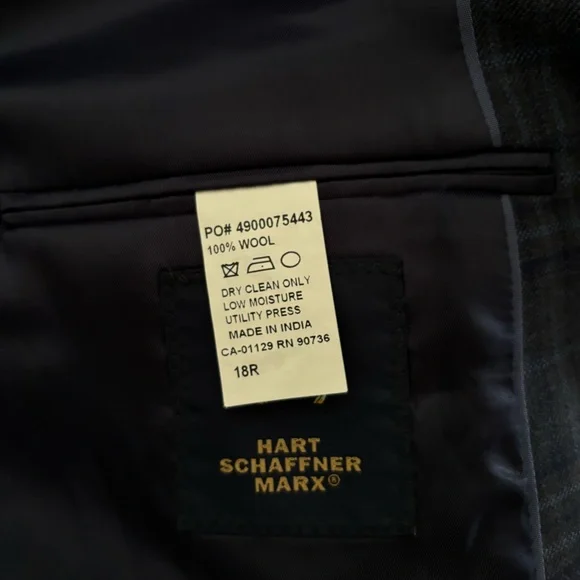 PO# 4900075443
100% WOOL
DRY CLEAN ONLY
LOW MOISTURE
UTILITY PRESS
MADE IN INDIA
CA-01129 RN 90736
18R
HART
SCHAFFNER
MARX®